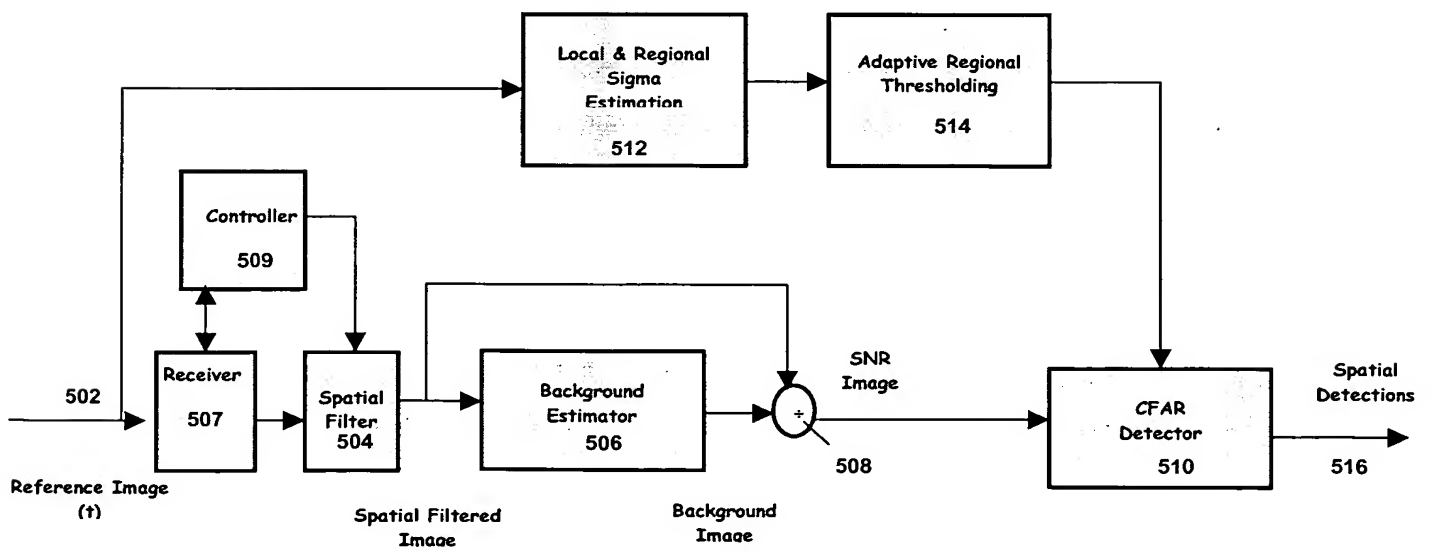 Local & Regional
Sigma
Estimation
512
Adaptive Regional
Thresholding
514
Controller
509
502
Receiver
507
Spatial
Filter
504
Background
Estimator
506
÷
508
SNR
Image
CFAR
Detector
510
Spatial
Detections
516
Reference Image
(t)
Spatial Filtered
Image
Background
Image